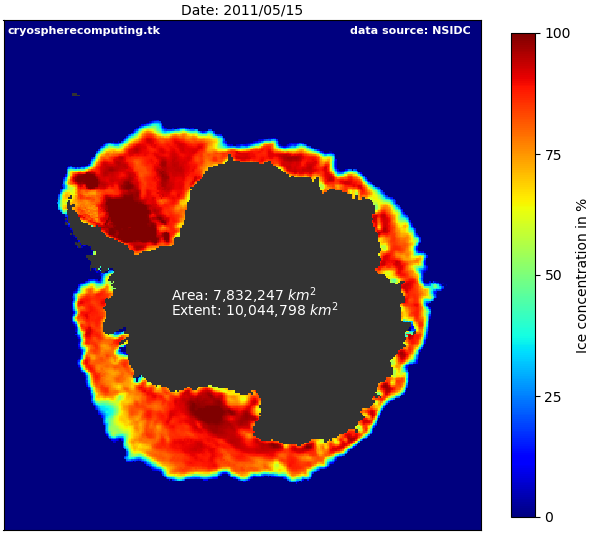 Date: 2011/05/15
cryospherecomputing.tk
data source: NSIDC
Area: 7,832,247 km²
Extent: 10,044,798 km²
100
75
50
25
0
Ice concentration in %